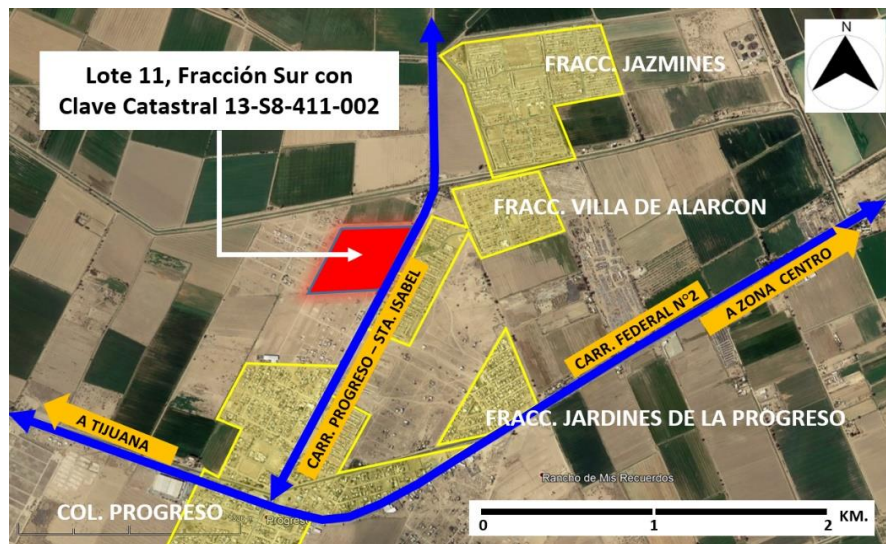 N
Lote 11, Fracción Sur con
Clave Catastral 13-S8-411-002
FRACC. JAZMINES
FRACC. VILLA DE ALARCON
A ZONA CENTRO
CARR. FEDERAL N°2
CARR. PROGRESO – STA. ISABEL
FRACC. JARDINES DE LA PROGRESO
A TIJUANA
Rancho de Mis Recuerdos
COL. PROGRESO
Progreso
0 1 2 KM.